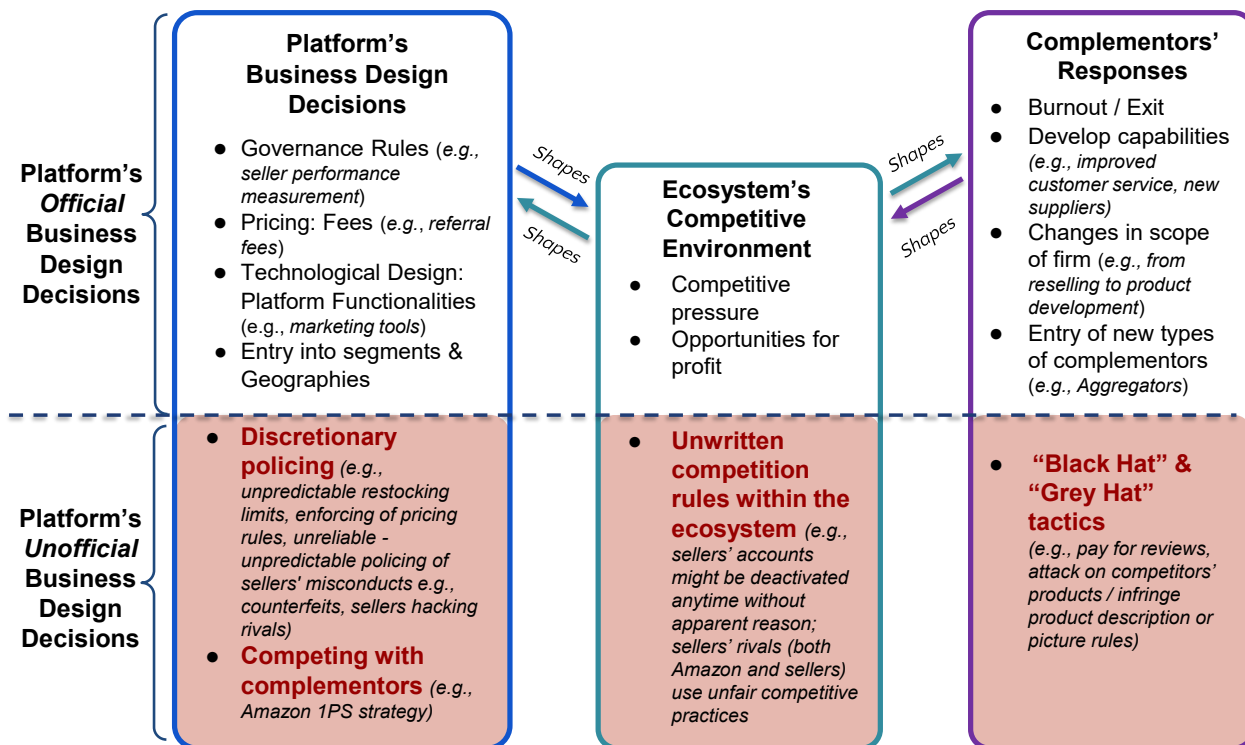 Platform's
Official
Business
Design
Decisions
Platform's
Unofficial
Business
Design
Decisions
Platform's
Business Design
Decisions
● Governance Rules (e.g.,
seller performance
measurement)
● Pricing: Fees (e.g., referral
fees)
● Technological Design:
Platform Functionalities
(e.g., marketing tools)
● Entry into segments &
Geographies
● Discretionary
policing (e.g.,
unpredictable restocking
limits, enforcing of pricing
rules, unreliable -
unpredictable policing of
sellers' misconducts e.g.,
counterfeits, sellers hacking
rivals)
● Competing with
complementors (e.g.,
Amazon 1PS strategy)
Shapes
Shapes
Ecosystem's
Competitive
Environment
● Competitive
pressure
● Opportunities for
profit
● Unwritten
competition
rules within the
ecosystem (e.g.,
sellers' accounts
might be deactivated
anytime without
apparent reason;
sellers' rivals (both
Amazon and sellers)
use unfair competitive
practices
Shapes
Shapes
Complementors'
Responses
● Burnout / Exit
● Develop capabilities
(e.g., improved
customer service, new
suppliers)
● Changes in scope
of firm (e.g., from
reselling to product
development)
● Entry of new types
of complementors
(e.g., Aggregators)
● “Black Hat” &
“Grey Hat”
tactics
(e.g., pay for reviews,
attack on competitors'
products / infringe
product description or
picture rules)